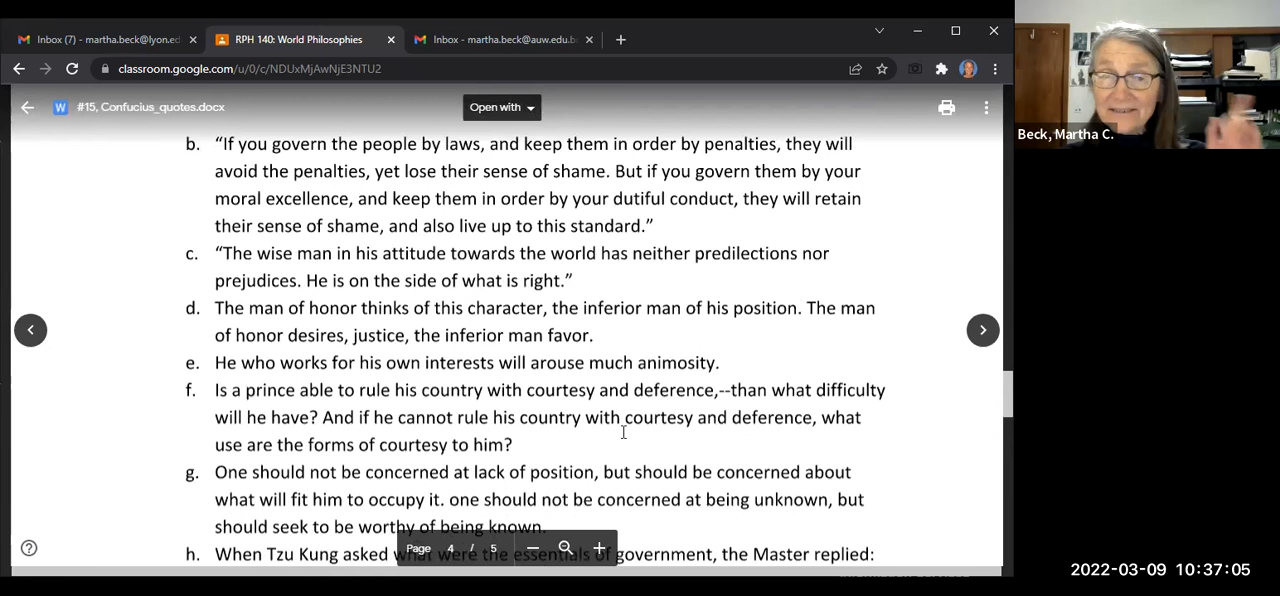 Inbox (7) - martha.beck@lyon.ed
RPH 140: World Philosophies
Inbox - martha.beck@auw.edu.b
classroom.google.com/u/0/c/NDUxMjAwNjE3NTU2
#15, Confucius_quotes.docx
Open with
Beck, Martha C.
b. “If you govern the people by laws, and keep them in order by penalties, they will
avoid the penalties, yet lose their sense of shame. But if you govern them by your
moral excellence, and keep them in order by your dutiful conduct, they will retain
their sense of shame, and also live up to this standard.”
c. “The wise man in his attitude towards the world has neither predilections nor
prejudices. He is on the side of what is right.”
d. The man of honor thinks of this character, the inferior man of his position. The man
of honor desires, justice, the inferior man favor.
e. He who works for his own interests will arouse much animosity.
f. Is a prince able to rule his country with courtesy and deference,--than what difficulty
will he have? And if he cannot rule his country with courtesy and deference, what
use are the forms of courtesy to him?
g. One should not be concerned at lack of position, but should be concerned about
what will fit him to occupy it. one should not be concerned at being unknown, but
should seek to be worthy of being known.
h. When Tzu Kung asked what were the essentials of government, the Master replied:
Page 4 / 5
2022-03-09 10:37:05